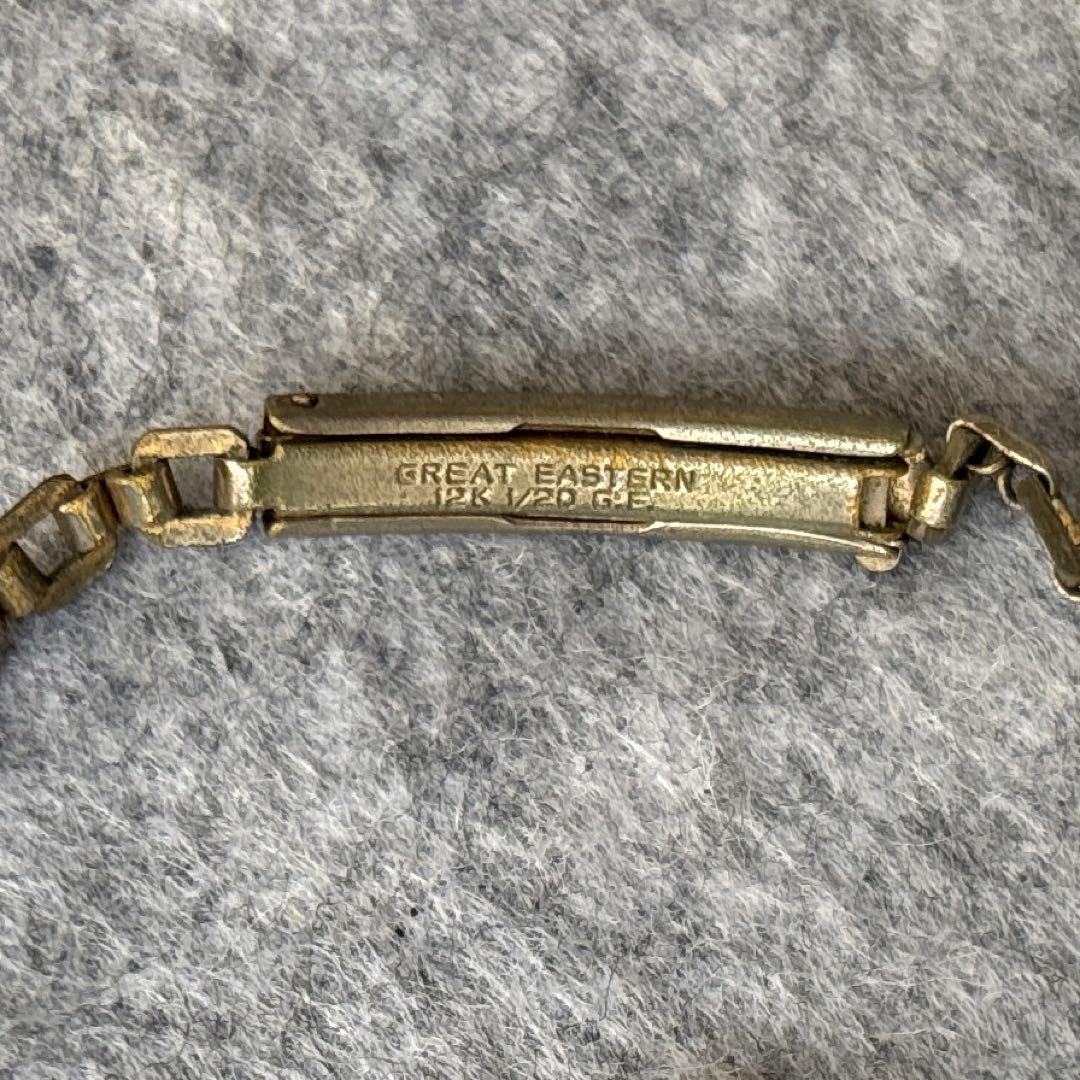 GREAT EASTERN
12K 1/20 G.F.